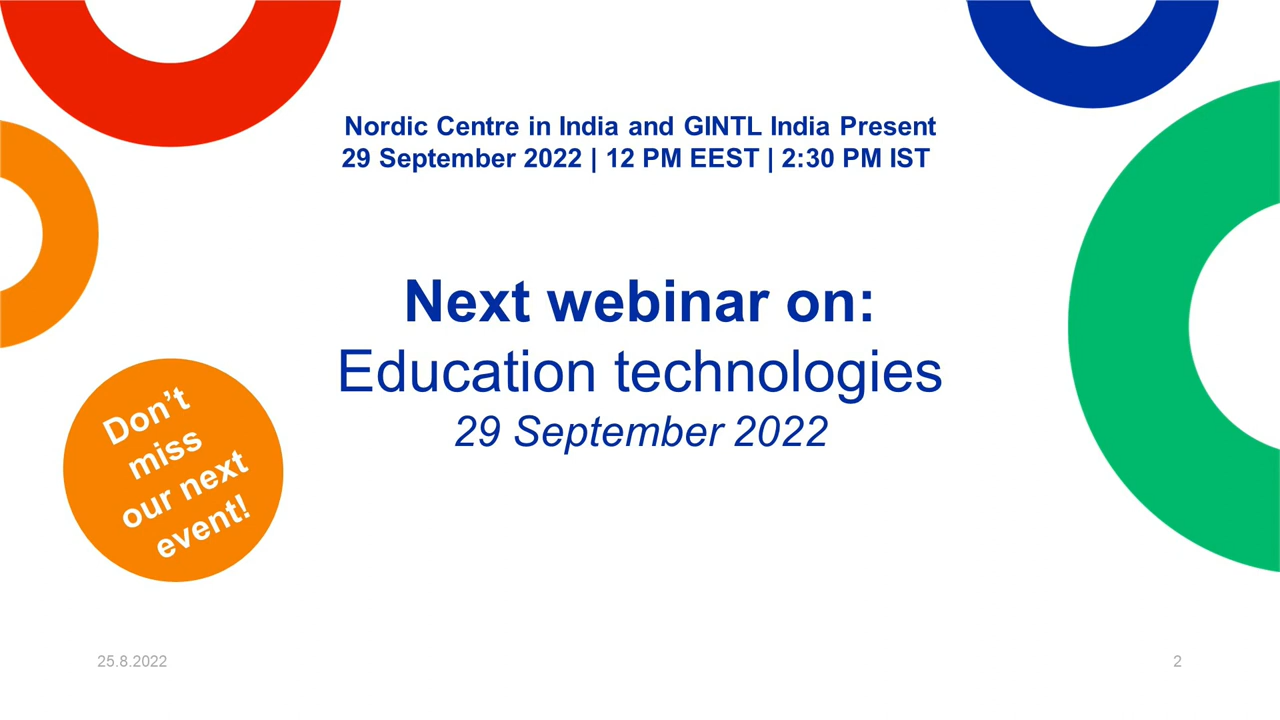 Nordic Centre in India and GINTL India Present
29 September 2022 | 12 PM EEST | 2:30 PM IST
Next webinar on:
Education technologies
29 September 2022
Don’t
miss
our next
event!
25.8.2022
2